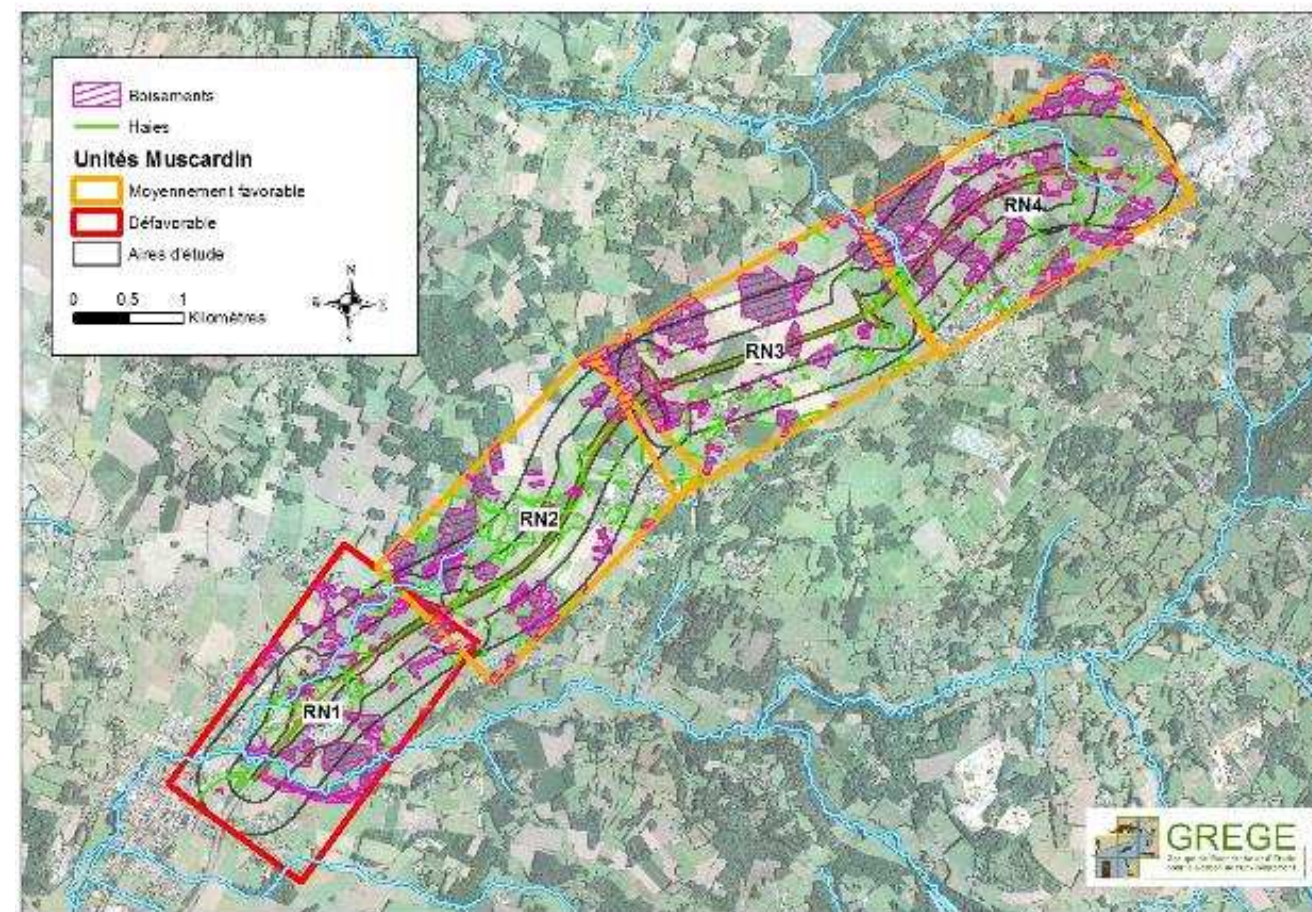 Boisements
Haies
Unités Muscardin
Moyennement favorable
Défavorable
Aires d'étude
N
S
0 0,5 1
Kilomètres
RN4
RN3
RN2
RN1
GREGE